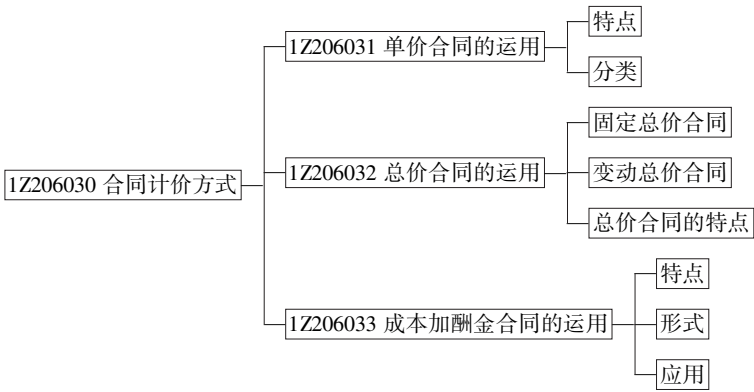 特点
1Z206031 单价合同的运用
分类
固定总价合同
1Z206030 合同计价方式
1Z206032 总价合同的运用
变动总价合同
总价合同的特点
特点
1Z206033 成本加酬金合同的运用
形式
应用